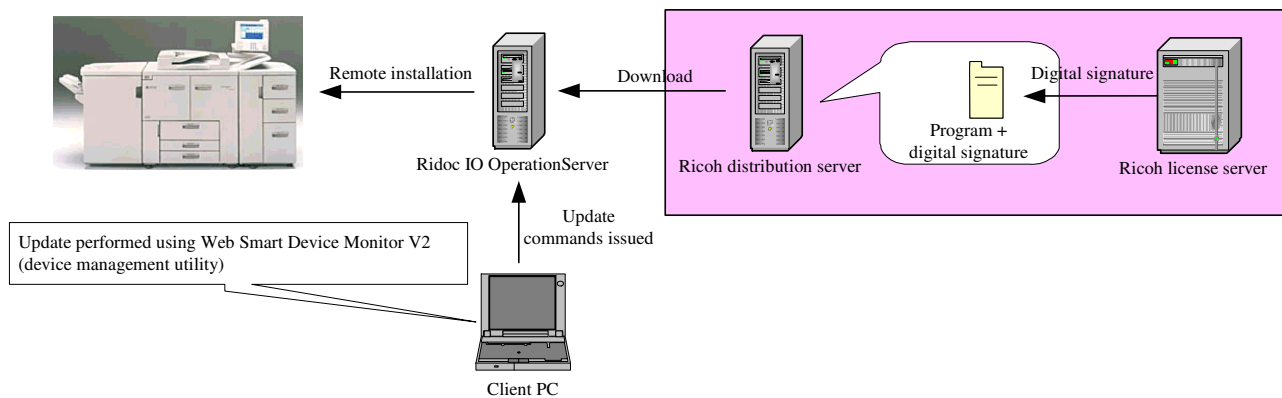 Remote installation
Download
Digital signature
Program +
digital signature
Ridoc IO OperationServer
Ricoh distribution server
Ricoh license server
Update
commands issued
Update performed using Web Smart Device Monitor V2
(device management utility)
Client PC